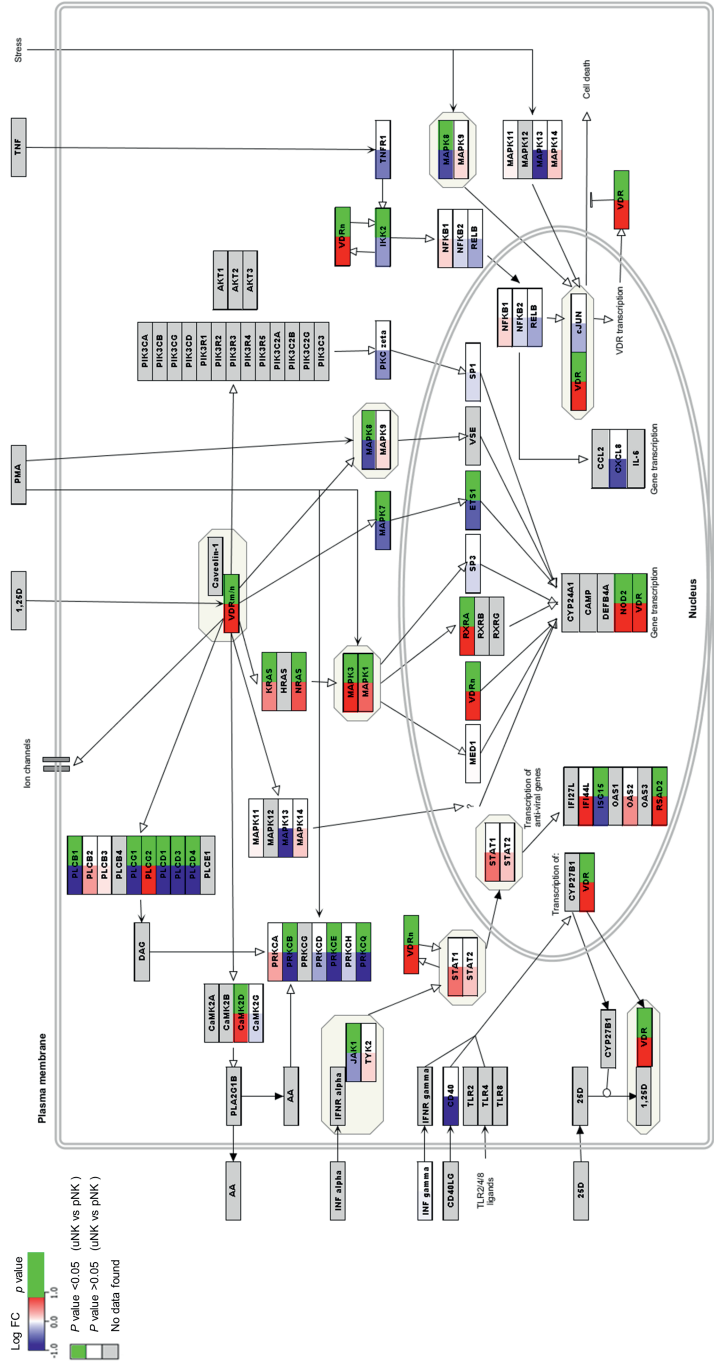 Log FC
p value
-1.0
0.0
1.0
P value <0.05 (uNK vs pNK )
P value >0.05 (uNK vs pNK )
No data found
Plasma membrane
Ion channels
1,25D
PMA
TNF
Stress
Caveolin-1
VDRm/n
PLCB1
PLCB2
PLCB3
PLCB4
PLCG1
PLCG2
PLCD1
PLCD3
PLCD4
PLCE1
DAG
PIK3CA
PIK3CB
PIK3CG
PIK3CD
PIK3R1
PIK3R2
PIK3R3
PIK3R4
PIK3R5
PIK3C2A
PIK3C2B
PIK3C2G
PIK3C3
AKT1
AKT2
AKT3
CaMK2A
CaMK2B
CaMK2D
CaMK2G
AA
PLA2G1B
AA
PRKCA
PRKCB
PRKCG
PRKCD
PRKCE
PRKCH
PRKCQ
MAPK11
MAPK12
MAPK13
MAPK14
KRAS
HRAS
NRAS
MAPK3
MAPK1
MAPK7
MAPK8
MAPK9
PKC zeta
VDRn
IKK2
TNFR1
MAPK8
MAPK9
MAPK11
MAPK12
MAPK13
MAPK14
NFKB1
NFKB2
RELB
INF alpha
IFNR alpha
JAK1
TYK2
VDRn
STAT1
STAT2
STAT1
STAT2
?
MED1
VDRn
RXRA
RXRB
RXRG
SP3
ETS1
VSE
SP1
NFKB1
NFKB2
RELB
VDR
cJUN
Cell death
VDR
VDR transcription
INF gamma
IFNR gamma
CD40LG
CD40
TLR2/4/8
ligands
TLR2
TLR4
TLR8
Transcription of
anti-viral genes
IFI27L
IFI44L
ISG15
OAS1
OAS2
OAS3
RSAD2
Transcription of:
CYP27B1
VDR
CYP24A1
CAMP
DEFB4A
NOD2
VDR
Gene transcription
CCL2
CXCL8
IL-6
Gene transcription
25D
25D
CYP27B1
1,25D
VDR
Nucleus